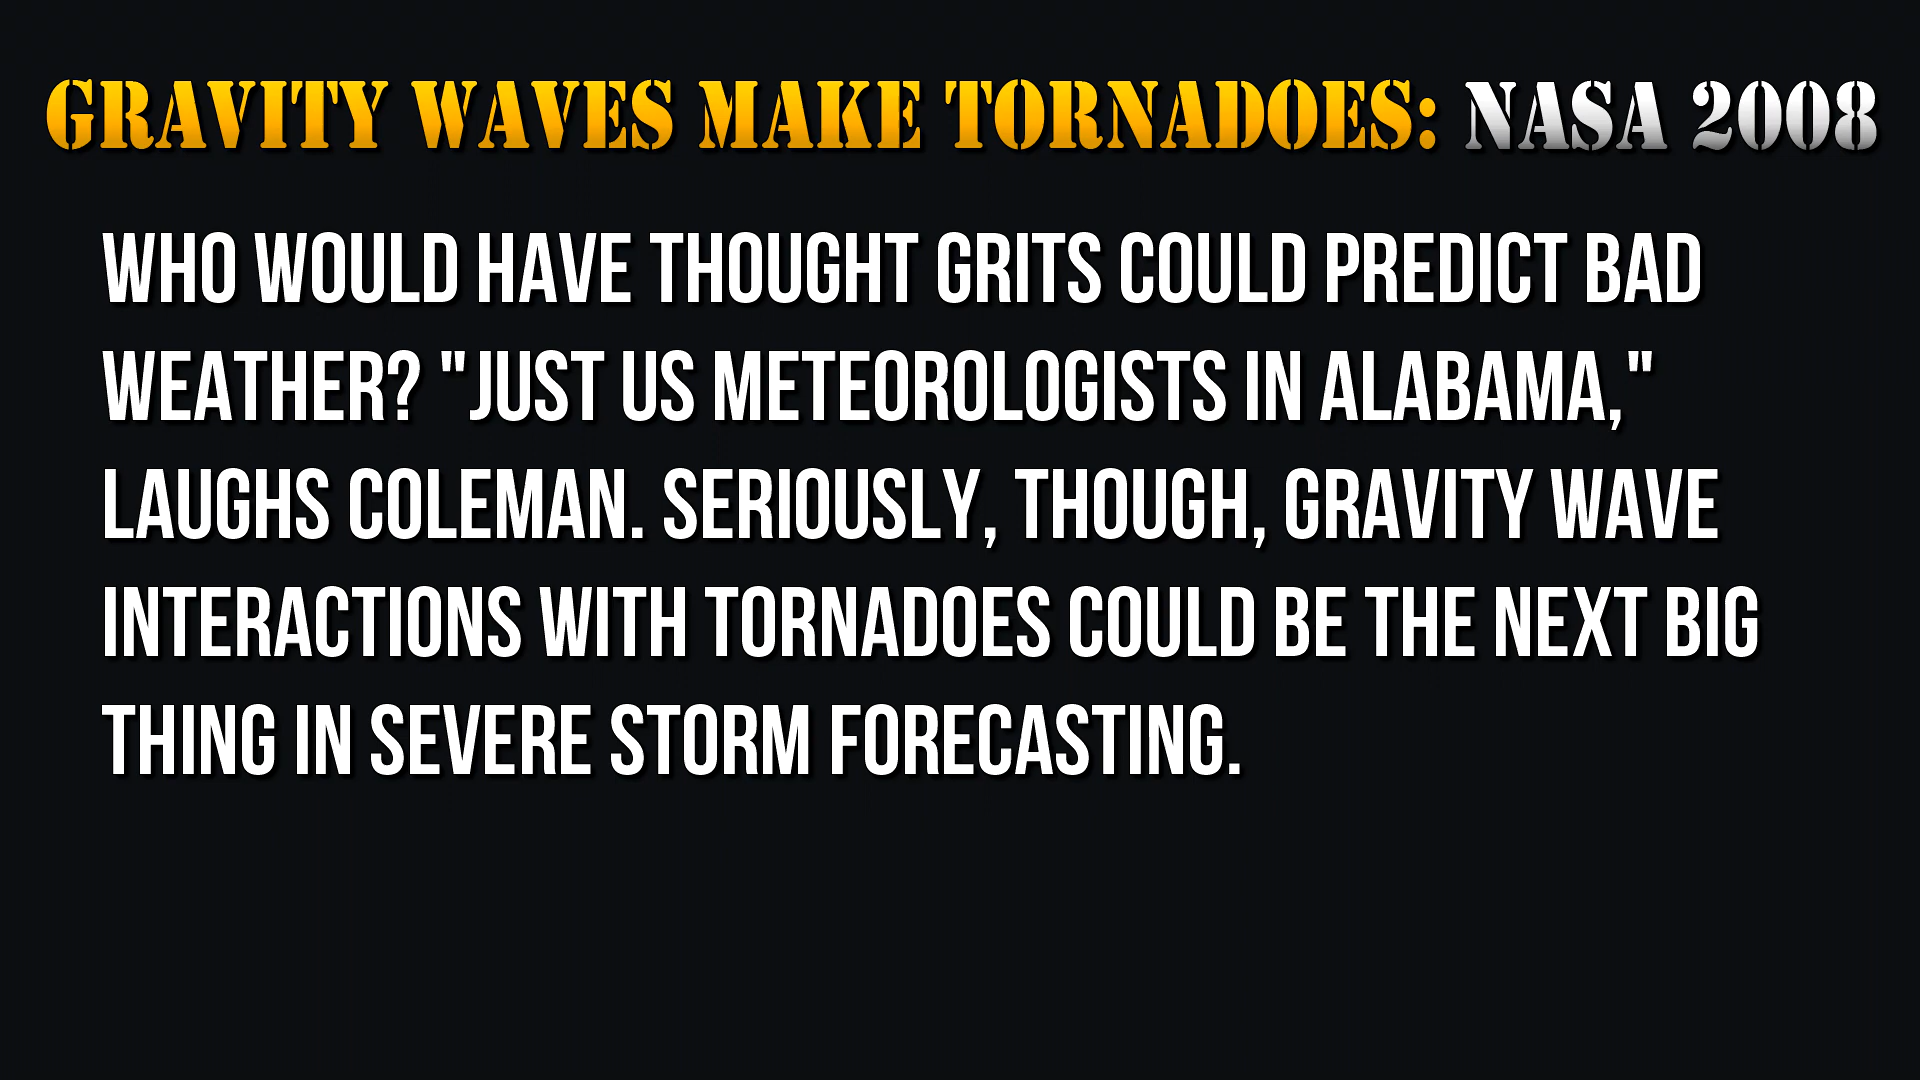 GRAVITY WAVES MAKE TORNADOES: NASA 2008
WHO WOULD HAVE THOUGHT GRITS COULD PREDICT BAD
WEATHER? "JUST US METEOROLOGISTS IN ALABAMA,"
LAUGHS COLEMAN. SERIOUSLY, THOUGH, GRAVITY WAVE
INTERACTIONS WITH TORNADOES COULD BE THE NEXT BIG
THING IN SEVERE STORM FORECASTING.